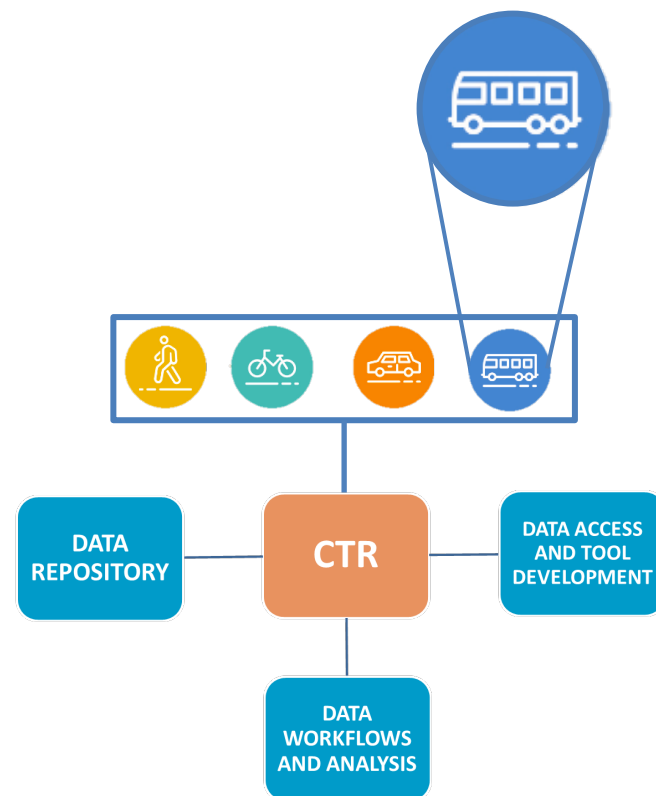 DATA
REPOSITORY
CTR
DATA ACCESS
AND TOOL
DEVELOPMENT
DATA
WORKFLOWS
AND ANALYSIS